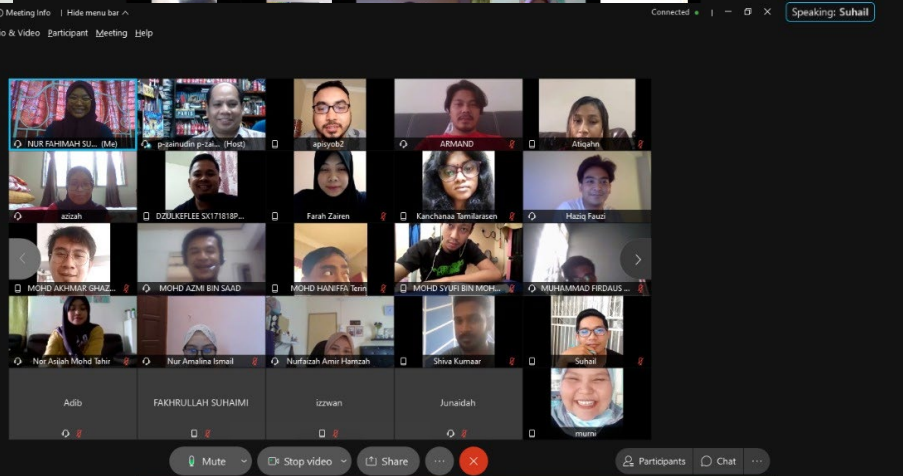 Meeting Info | Hide menu bar
Connected
Speaking: Suhail
o & Video Participant Meeting Help
NUR FAHIMAH SU... (Me)
p-zainudin p-zai... (Host)
apisyob2
ARMAND
Atiqahn
azizah
DZULKEFLEE SX171818P...
Farah Zairen
Kanchanaa Tamilarasen
Haziq Fauzi
MOHD AKHMAR GHAZ...
MOHD AZMI BIN SAAD
MOHD HANIFFA Terin
MOHD SYUFI BIN MOH...
MUHAMMAD FIRDAUS ...
Nor Asilah Mohd Tahir
Nur Amalina Ismail
Nurfaizah Amir Hamzah
Shiva Kumaar
Suhail
Adib
FAKHRULLAH SUHAIMI
izzwan
Junaidah
murni
Mute
Stop video
Share
Participants
Chat